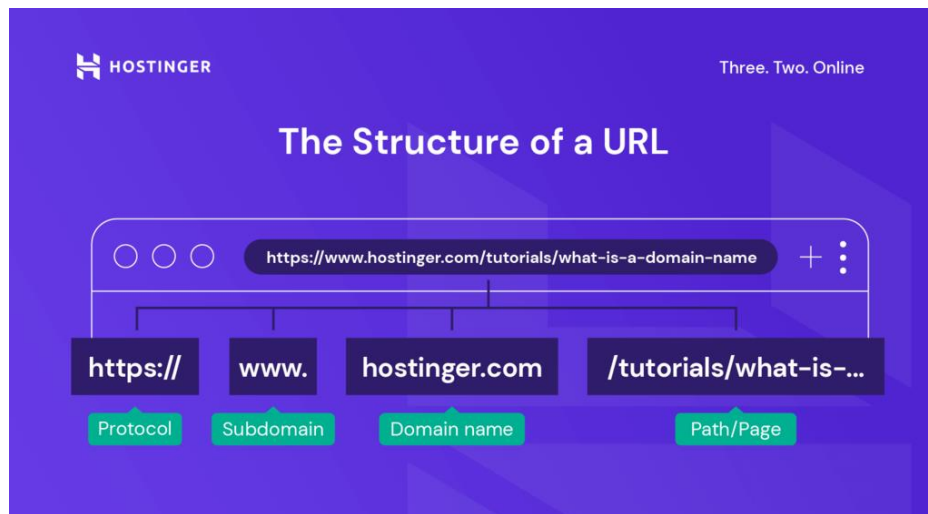 HOSTINGER
Three. Two. Online
The Structure of a URL
https://www.hostinger.com/tutorials/what-is-a-domain-name
https:// www. hostinger.com /tutorials/what-is-...
Protocol Subdomain Domain name Path/Page